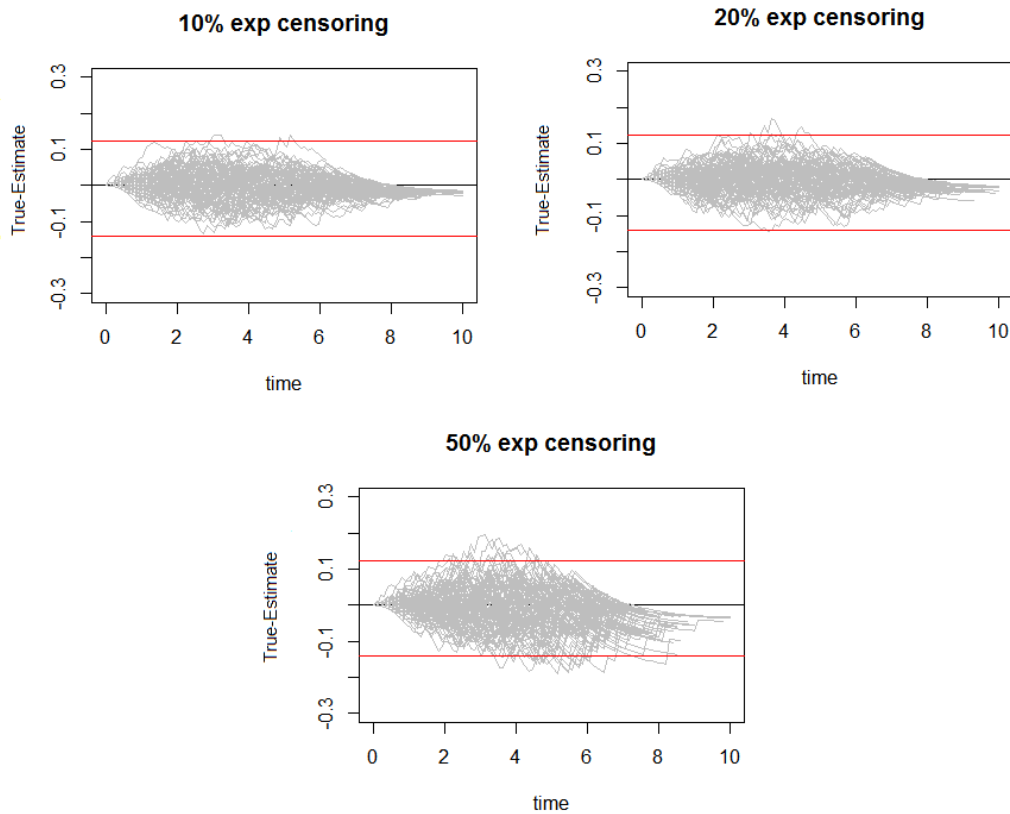 10% exp censoring
True-Estimate
0.3
0.1
-0.1
-0.3
0 2 4 6 8 10
time
20% exp censoring
True-Estimate
0.3
0.1
-0.1
-0.3
0 2 4 6 8 10
time
50% exp censoring
True-Estimate
0.3
0.1
-0.1
-0.3
0 2 4 6 8 10
time